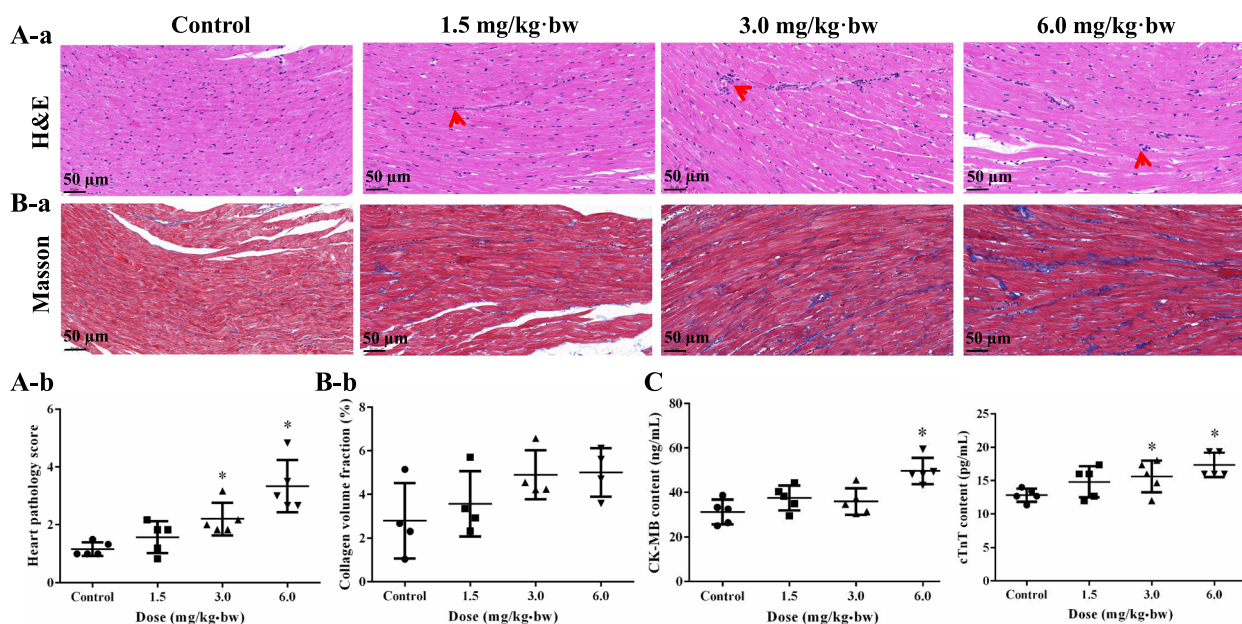 Control 1.5 mg/kg·bw 3.0 mg/kg·bw 6.0 mg/kg·bw
A-a
H&E
50 µm 50 µm 50 µm 50 µm
B-a
Masson
50 µm 50 µm 50 µm 50 µm
A-b
Heart pathology score
6
4
2
0
* *
Control 1.5 3.0 6.0
Dose (mg/kg·bw)
B-b
Collagen volume fraction (%)
8
6
4
2
0
Control 1.5 3.0 6.0
Dose (mg/kg·bw)
C
CK-MB content (ng/mL)
80
60
40
20
0
*
Control 1.5 3.0 6.0
Dose (mg/kg·bw)
cTnT content (pg/mL)
25
20
15
10
5
0
* *
Control 1.5 3.0 6.0
Dose (mg/kg·bw)